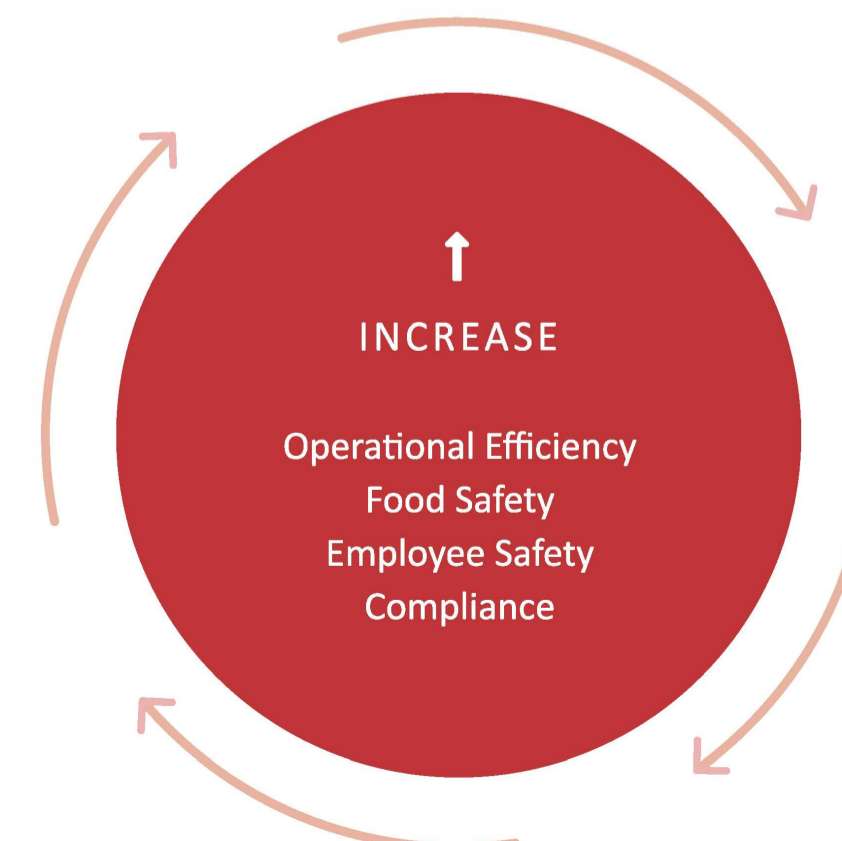 INCREASE
Operational Efficiency
Food Safety
Employee Safety
Compliance